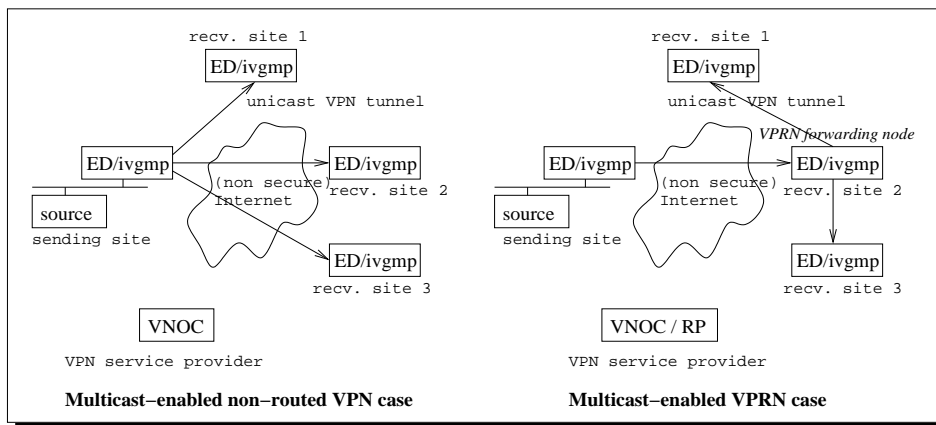 recv. site 1
ED/ivgmp
unicast VPN tunnel
ED/ivgmp
ED/ivgmp
(non secure)
Internet
recv. site 2
source
sending site
ED/ivgmp
recv. site 3
VNOC
VPN service provider
Multicast−enabled non−routed VPN case
recv. site 1
ED/ivgmp
unicast VPN tunnel
VPRN forwarding node
ED/ivgmp
ED/ivgmp
(non secure)
Internet
recv. site 2
source
sending site
ED/ivgmp
recv. site 3
VNOC / RP
VPN service provider
Multicast−enabled VPRN case